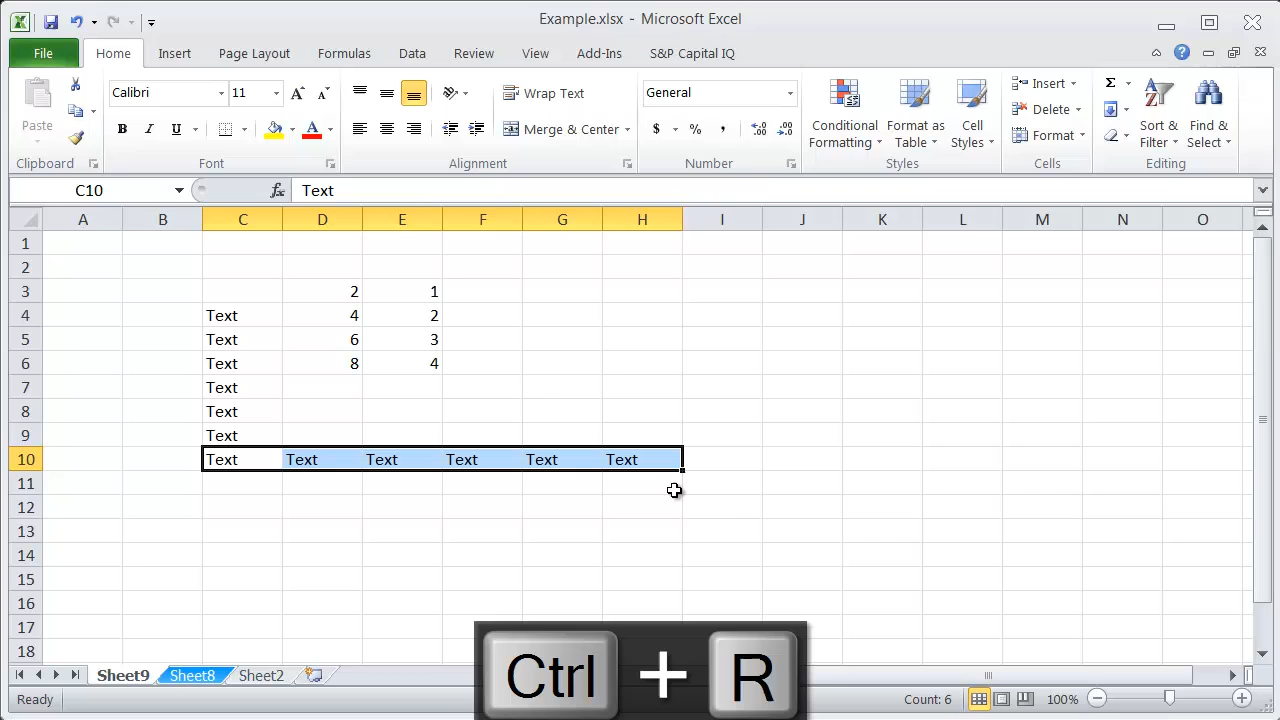 Example.xlsx - Microsoft Excel
File Home Insert Page Layout Formulas Data Review View Add-Ins S&P Capital IQ
Paste
Clipboard
Calibri 11
B I U A
Font
Wrap Text
Merge & Center
Alignment
General
$ % ,
Number
Conditional Formatting
Format as Table
Cell Styles
Styles
Insert
Delete
Format
Cells
Σ
Sort & Filter
Find & Select
Editing
C10 fx Text
A B C D E F G H I J K L M N O
1
2
3 2 1
4 Text 4 2
5 Text 6 3
6 Text 8 4
7 Text
8 Text
9 Text
10 Text Text Text Text Text Text
11
12
13
14
15
16
17
18
Sheet9 Sheet8 Sheet2
Ctrl + R
Ready Count: 6 100%